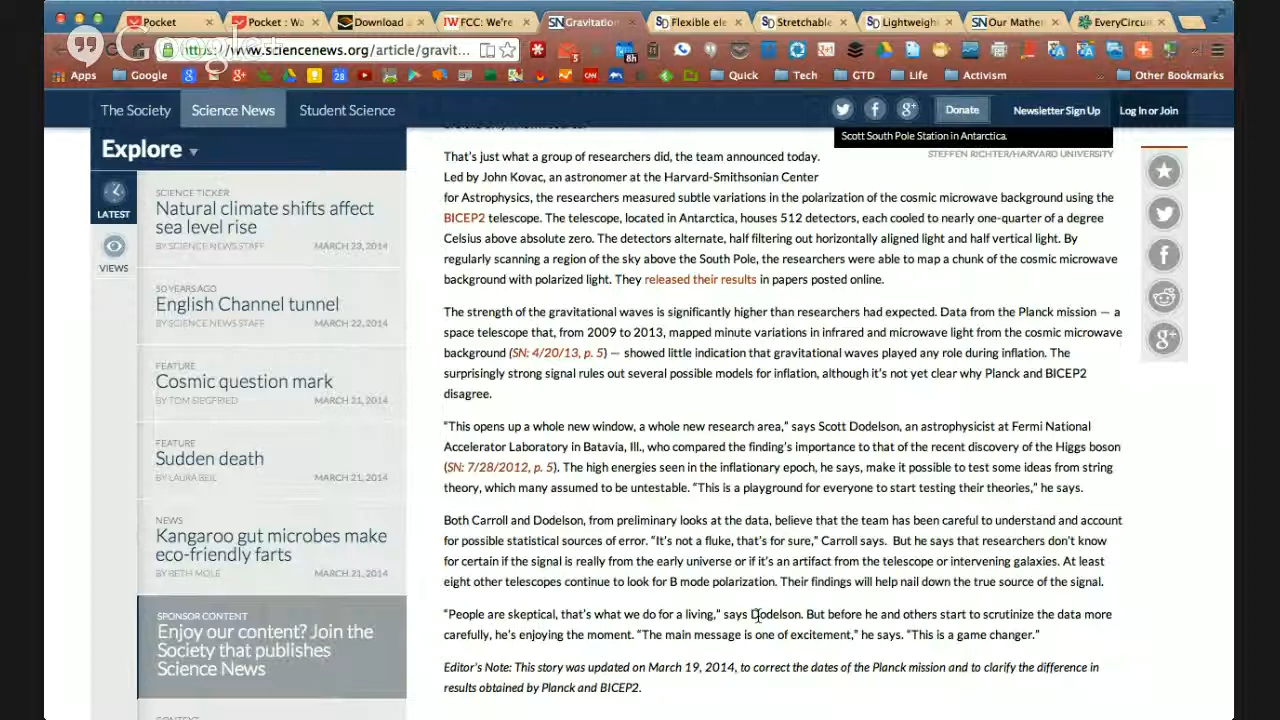 Pocket
Pocket : Wa
Download
FCC: We're
Gravitation
Flexible ele
Stretchable
Lightweight
Our Mathe
EveryCircu
Google+
https://www.sciencenews.org/article/gravit...
Apps Google Quick Tech GTD Life Activism Other Bookmarks
The Society Science News Student Science Donate Newsletter Sign Up Log In or Join
Explore
LATEST
VIEWS
SCIENCE TICKER
Natural climate shifts affect
sea level rise
BY SCIENCE NEWS STAFF MARCH 23, 2014
50 YEARS AGO
English Channel tunnel
BY SCIENCE NEWS STAFF MARCH 22, 2014
FEATURE
Cosmic question mark
BY TOM SIEGFRIED MARCH 21, 2014
FEATURE
Sudden death
BY LAURA BEIL MARCH 21, 2014
NEWS
Kangaroo gut microbes make
eco-friendly farts
BY BETH MOLE MARCH 21, 2014
SPONSOR CONTENT
Enjoy our content? Join the
Society that publishes
Science News
Scott South Pole Station in Antarctica.
STEFFEN RICHTER/HARVARD UNIVERSITY
That's just what a group of researchers did, the team announced today.
Led by John Kovac, an astronomer at the Harvard-Smithsonian Center
for Astrophysics, the researchers measured subtle variations in the polarization of the cosmic microwave background using the
BICEP2 telescope. The telescope, located in Antarctica, houses 512 detectors, each cooled to nearly one-quarter of a degree
Celsius above absolute zero. The detectors alternate, half filtering out horizontally aligned light and half vertical light. By
regularly scanning a region of the sky above the South Pole, the researchers were able to map a chunk of the cosmic microwave
background with polarized light. They released their results in papers posted online.
The strength of the gravitational waves is significantly higher than researchers had expected. Data from the Planck mission — a
space telescope that, from 2009 to 2013, mapped minute variations in infrared and microwave light from the cosmic microwave
background (SN: 4/20/13, p. 5) — showed little indication that gravitational waves played any role during inflation. The
surprisingly strong signal rules out several possible models for inflation, although it's not yet clear why Planck and BICEP2
disagree.
“This opens up a whole new window, a whole new research area,” says Scott Dodelson, an astrophysicist at Fermi National
Accelerator Laboratory in Batavia, Ill., who compared the finding's importance to that of the recent discovery of the Higgs boson
(SN: 7/28/2012, p. 5). The high energies seen in the inflationary epoch, he says, make it possible to test some ideas from string
theory, which many assumed to be untestable. “This is a playground for everyone to start testing their theories,” he says.
Both Carroll and Dodelson, from preliminary looks at the data, believe that the team has been careful to understand and account
for possible statistical sources of error. “It's not a fluke, that's for sure,” Carroll says. But he says that researchers don't know
for certain if the signal is really from the early universe or if it's an artifact from the telescope or intervening galaxies. At least
eight other telescopes continue to look for B mode polarization. Their findings will help nail down the true source of the signal.
“People are skeptical, that's what we do for a living,” says Dodelson. But before he and others start to scrutinize the data more
carefully, he's enjoying the moment. “The main message is one of excitement,” he says. “This is a game changer.”
Editor's Note: This story was updated on March 19, 2014, to correct the dates of the Planck mission and to clarify the difference in
results obtained by Planck and BICEP2.